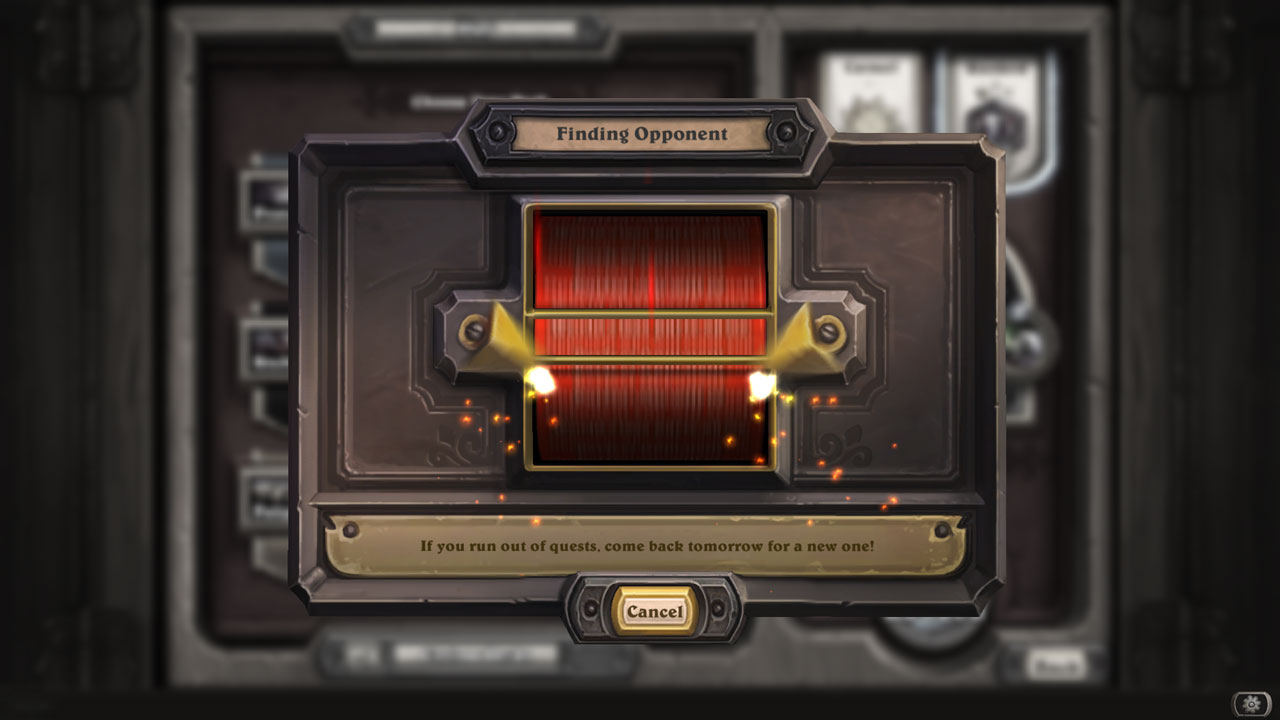 Finding Opponent
If you run out of quests, come back tomorrow for a new one!
Cancel